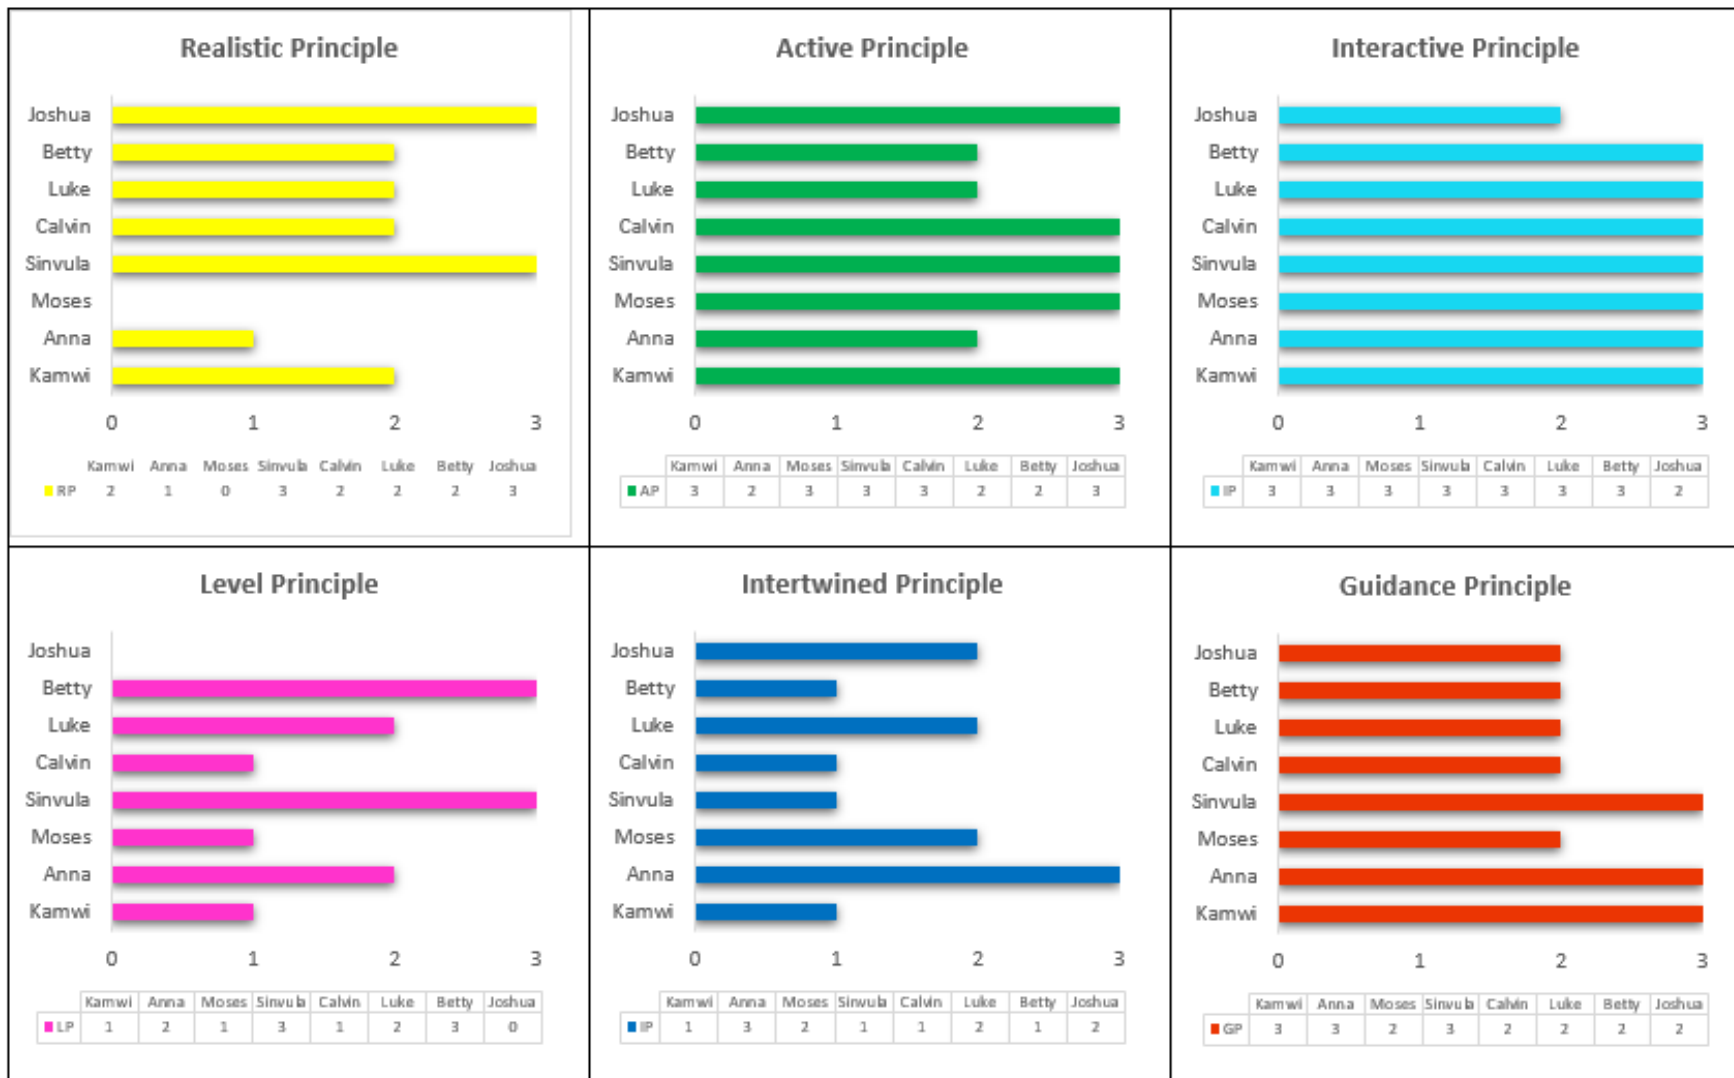 Realistic Principle
Joshua
Betty
Luke
Calvin
Sinvula
Moses
Anna
Kamwi
0 1 2 3
Kamwi Anna Moses Sinvula Calvin Luke Betty Joshua
RP 2 1 0 3 2 2 2 3
Active Principle
Joshua
Betty
Luke
Calvin
Sinvula
Moses
Anna
Kamwi
0 1 2 3
Kamwi Anna Moses Sinvula Calvin Luke Betty Joshua
AP 3 2 3 3 3 2 2 3
Interactive Principle
Joshua
Betty
Luke
Calvin
Sinvula
Moses
Anna
Kamwi
0 1 2 3
Kamwi Anna Moses Sinvula Calvin Luke Betty Joshua
IP 3 3 3 3 3 3 3 2
Level Principle
Joshua
Betty
Luke
Calvin
Sinvula
Moses
Anna
Kamwi
0 1 2 3
Kamwi Anna Moses Sinvula Calvin Luke Betty Joshua
LP 1 2 1 3 1 2 3 0
Intertwined Principle
Joshua
Betty
Luke
Calvin
Sinvula
Moses
Anna
Kamwi
0 1 2 3
Kamwi Anna Moses Sinvula Calvin Luke Betty Joshua
IP 1 3 2 1 1 2 1 2
Guidance Principle
Joshua
Betty
Luke
Calvin
Sinvula
Moses
Anna
Kamwi
0 1 2 3
Kamwi Anna Moses Sinvula Calvin Luke Betty Joshua
GP 3 3 2 3 2 2 2 2